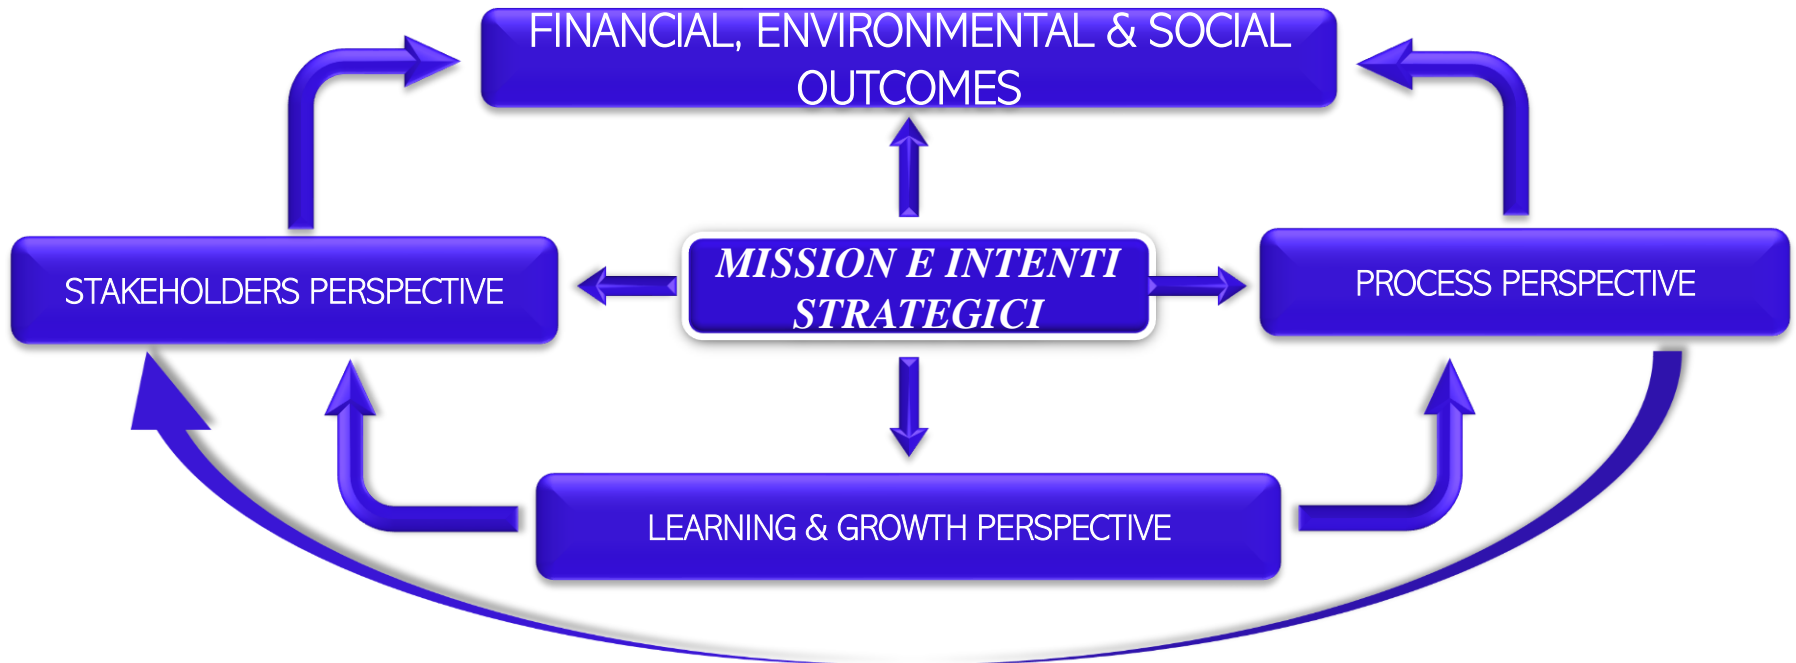 FINANCIAL, ENVIRONMENTAL & SOCIAL
OUTCOMES
STAKEHOLDERS PERSPECTIVE
MISSION E INTENTI
STRATEGICI
PROCESS PERSPECTIVE
LEARNING & GROWTH PERSPECTIVE